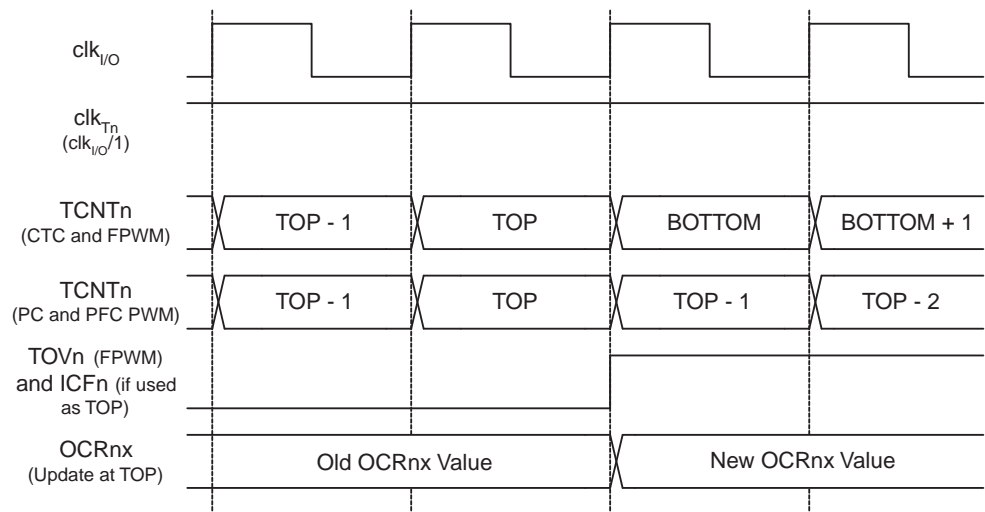 clkI/O
clkTn
(clkI/O/1)
TCNTn
(CTC and FPWM)
TOP - 1
TOP
BOTTOM
BOTTOM + 1
TCNTn
(PC and PFC PWM)
TOP - 1
TOP
TOP - 1
TOP - 2
TOVn (FPWM)
and ICFn (if used
as TOP)
OCRnx
(Update at TOP)
Old OCRnx Value
New OCRnx Value